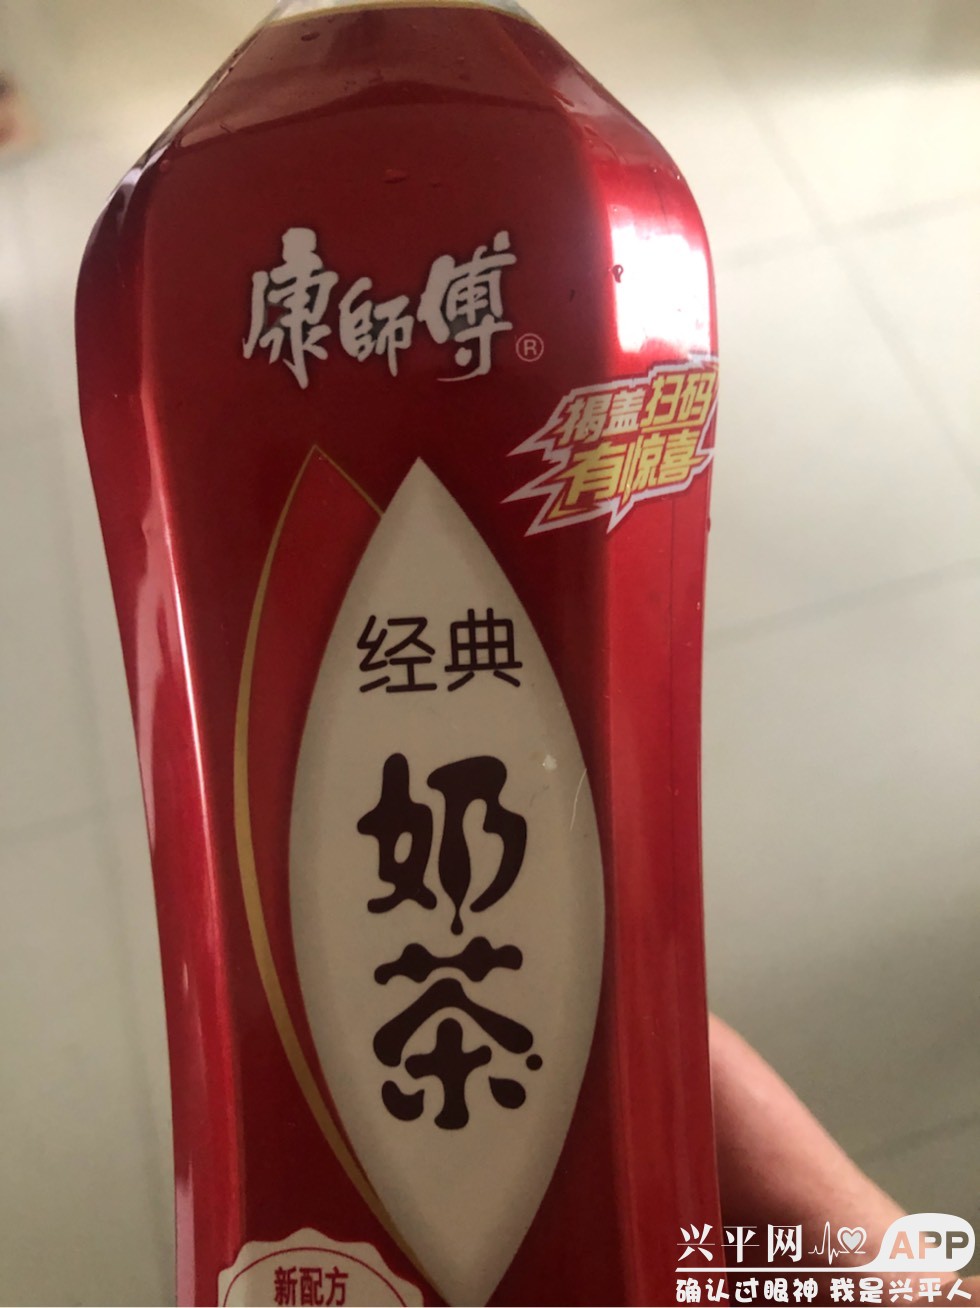 康師傅®
揭盖扫码
有惊喜
经典
奶
茶
新配方
兴平网 APP
确认过眼神 我是兴平人